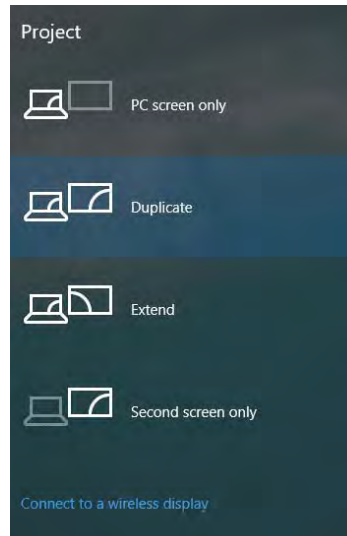 Project
PC screen only
Duplicate
Extend
Second screen only
Connect to a wireless display